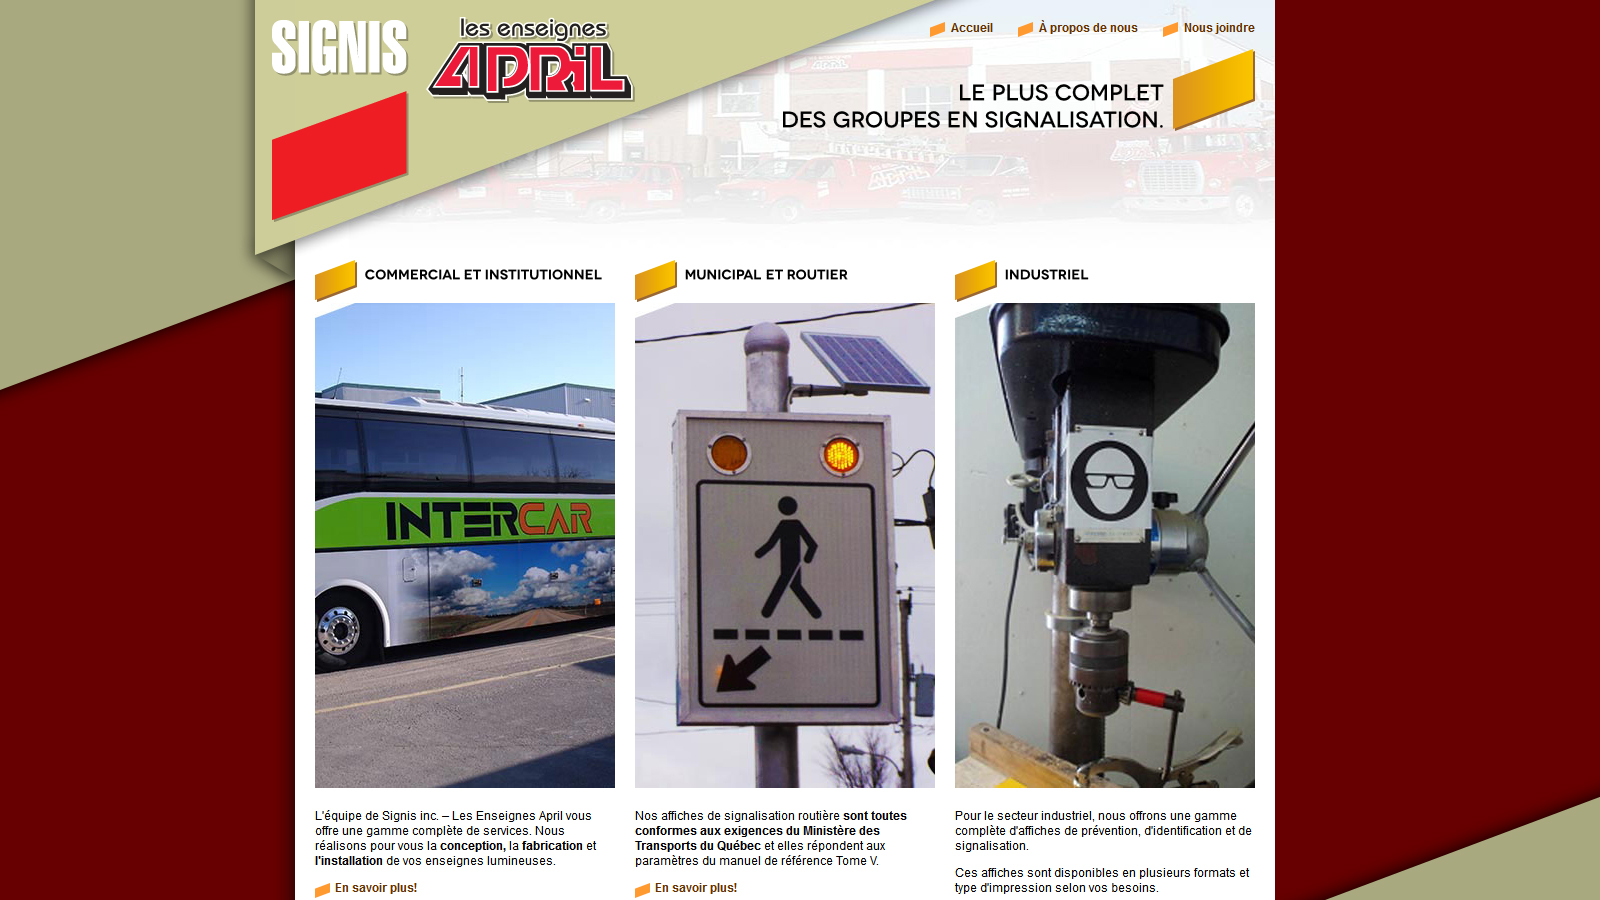 SIGNIS
les enseignes
APRIL
Accueil
À propos de nous
Nous joindre
LE PLUS COMPLET
DES GROUPES EN SIGNALISATION.
COMMERCIAL ET INSTITUTIONNEL
INTERCAR
L'équipe de Signis inc. – Les Enseignes April vous
offre une gamme complète de services. Nous
réalisons pour vous la conception, la fabrication et
l'installation de vos enseignes lumineuses.
En savoir plus!
MUNICIPAL ET ROUTIER
Nos affiches de signalisation routière sont toutes
conformes aux exigences du Ministère des
Transports du Québec et elles répondent aux
paramètres du manuel de référence Tome V.
En savoir plus!
INDUSTRIEL
Pour le secteur industriel, nous offrons une gamme
complète d'affiches de prévention, d'identification et de
signalisation.
Ces affiches sont disponibles en plusieurs formats et
type d'impression selon vos besoins.